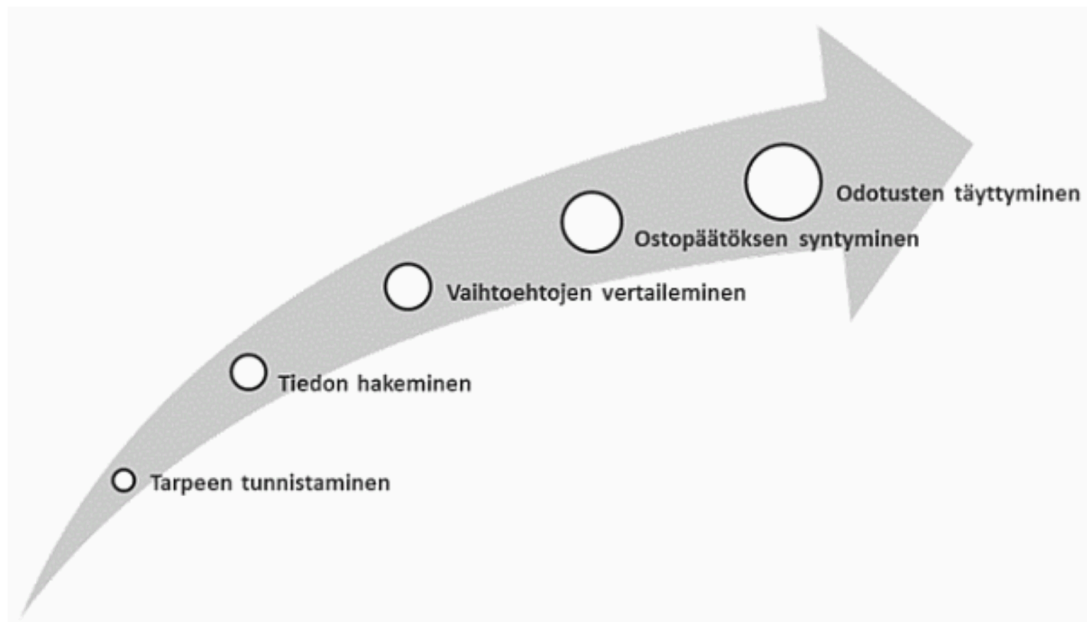 Odotusten täyttyminen
Ostopäätöksen syntyminen
Vaihtoehtojen vertaileminen
Tiedon hakeminen
Tarpeen tunnistaminen